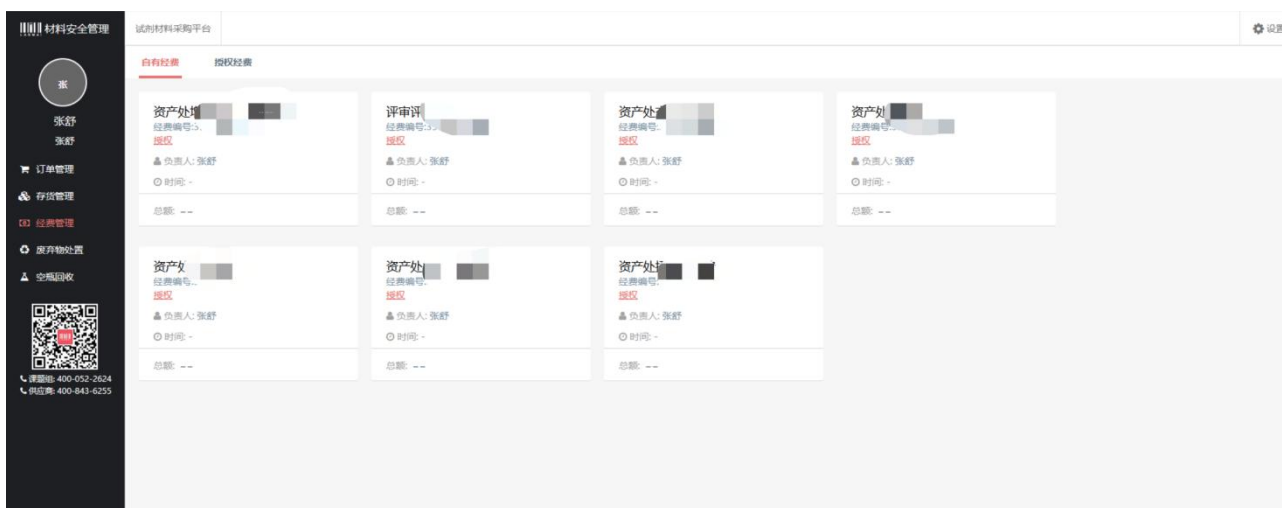 材料安全管理
试剂材料采购平台
设置
自有经费
授权经费
张
张舒
张舒
订单管理
存货管理
经费管理
废弃物处置
空瓶回收
课题组: 400-052-2624
供应商: 400-843-6255
资产处
经费编号:
授权
负责人: 张舒
时间: -
总额: --
评审评
经费编号:
授权
负责人: 张舒
时间: -
总额: --
资产处
经费编号:
授权
负责人: 张舒
时间: -
总额: --
资产处
经费编号:
授权
负责人: 张舒
时间: -
总额: --
资产处
经费编号:
授权
负责人: 张舒
时间: -
总额: --
资产处
经费编号:
授权
负责人: 张舒
时间: -
总额: --
资产处
经费编号:
授权
负责人: 张舒
时间: -
总额: --